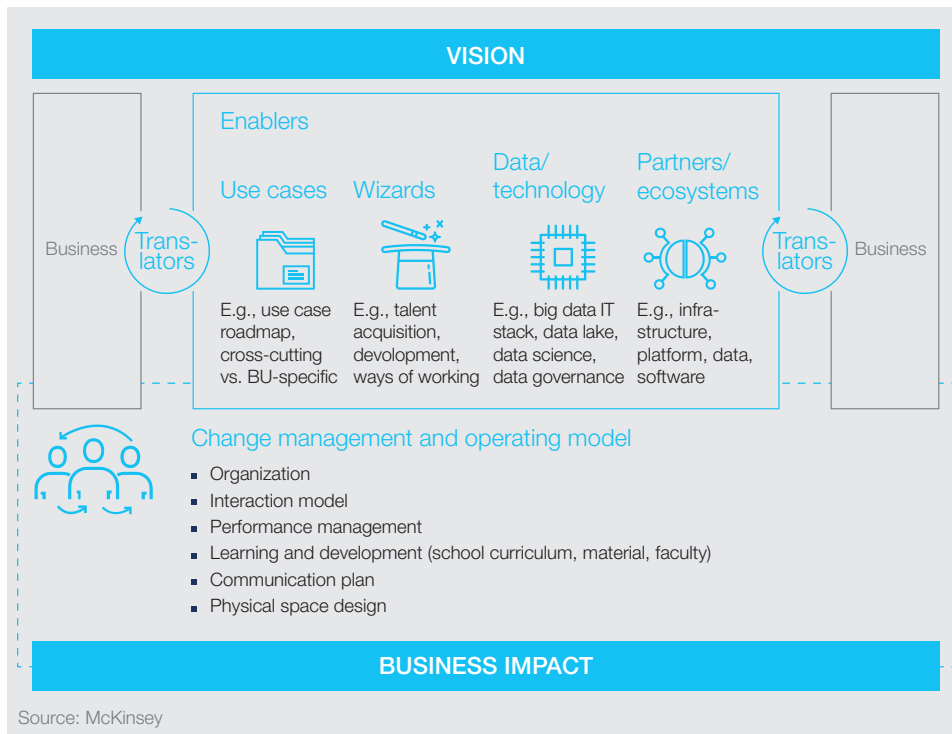 VISION
Enablers
Business
Trans-
lators
Use cases
E.g., use case
roadmap,
cross-cutting
vs. BU-specific
Wizards
E.g., talent
acquisition,
devolopment,
ways of working
Data/
technology
E.g., big data IT
stack, data lake,
data science,
data governance
Partners/
ecosystems
E.g., infra-
structure,
platform, data,
software
Trans-
lators
Business
Change management and operating model
Organization
Interaction model
Performance management
Learning and development (school curriculum, material, faculty)
Communication plan
Physical space design
BUSINESS IMPACT
Source: McKinsey